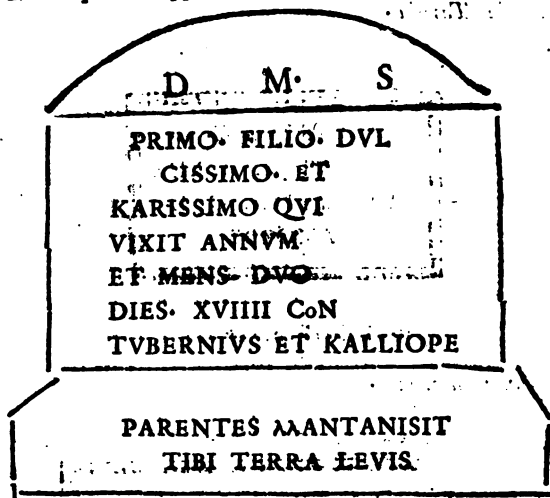 D M· S
PRIMO· FILIO· DVL
CISSIMO· ET
KARISSIMO QVI
VIXIT ANNVM
ET MENS DVO
DIES· XVIIII CoN
TVBERNIVS ET KALLIOPE
PARENTES λλANTANISIT
TIBI TERRA LEVIS